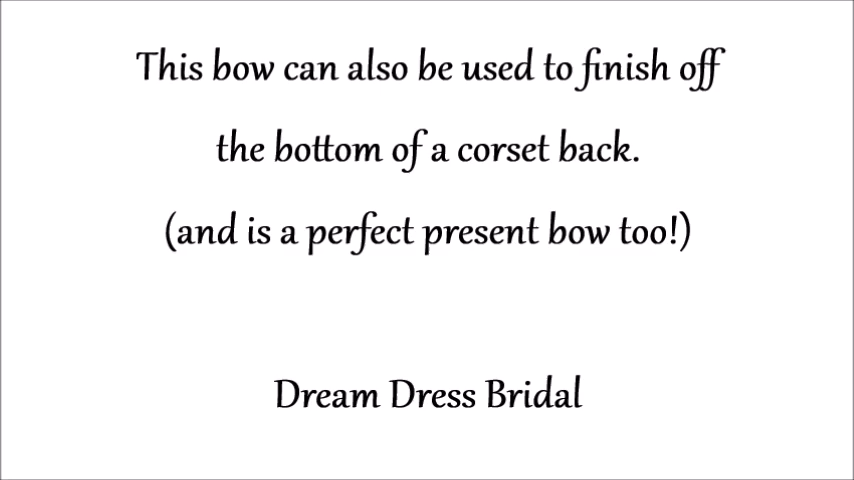 This bow can also be used to finish off
the bottom of a corset back.
(and is a perfect present bow too!)
Dream Dress Bridal